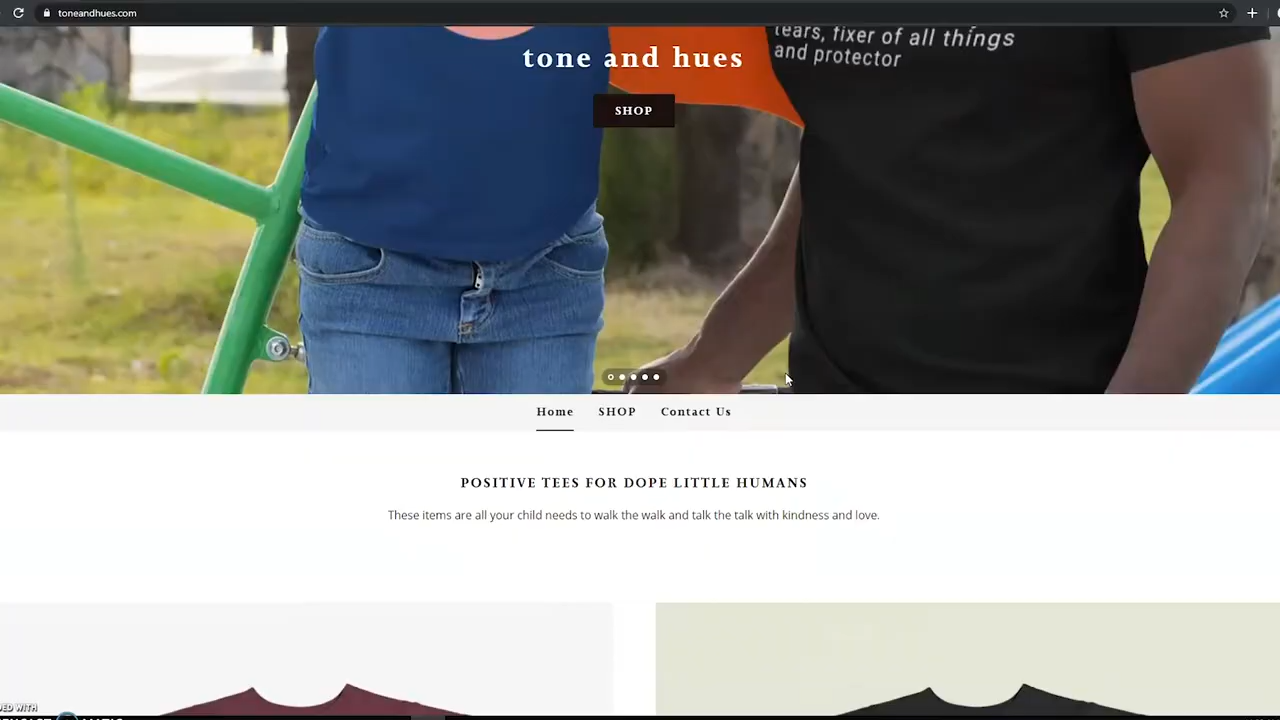 toneandhues.com
tears, fixer of all things
and protector
tone and hues
SHOP
Home SHOP Contact Us
POSITIVE TEES FOR DOPE LITTLE HUMANS
These items are all your child needs to walk the walk and talk the talk with kindness and love.
WITH